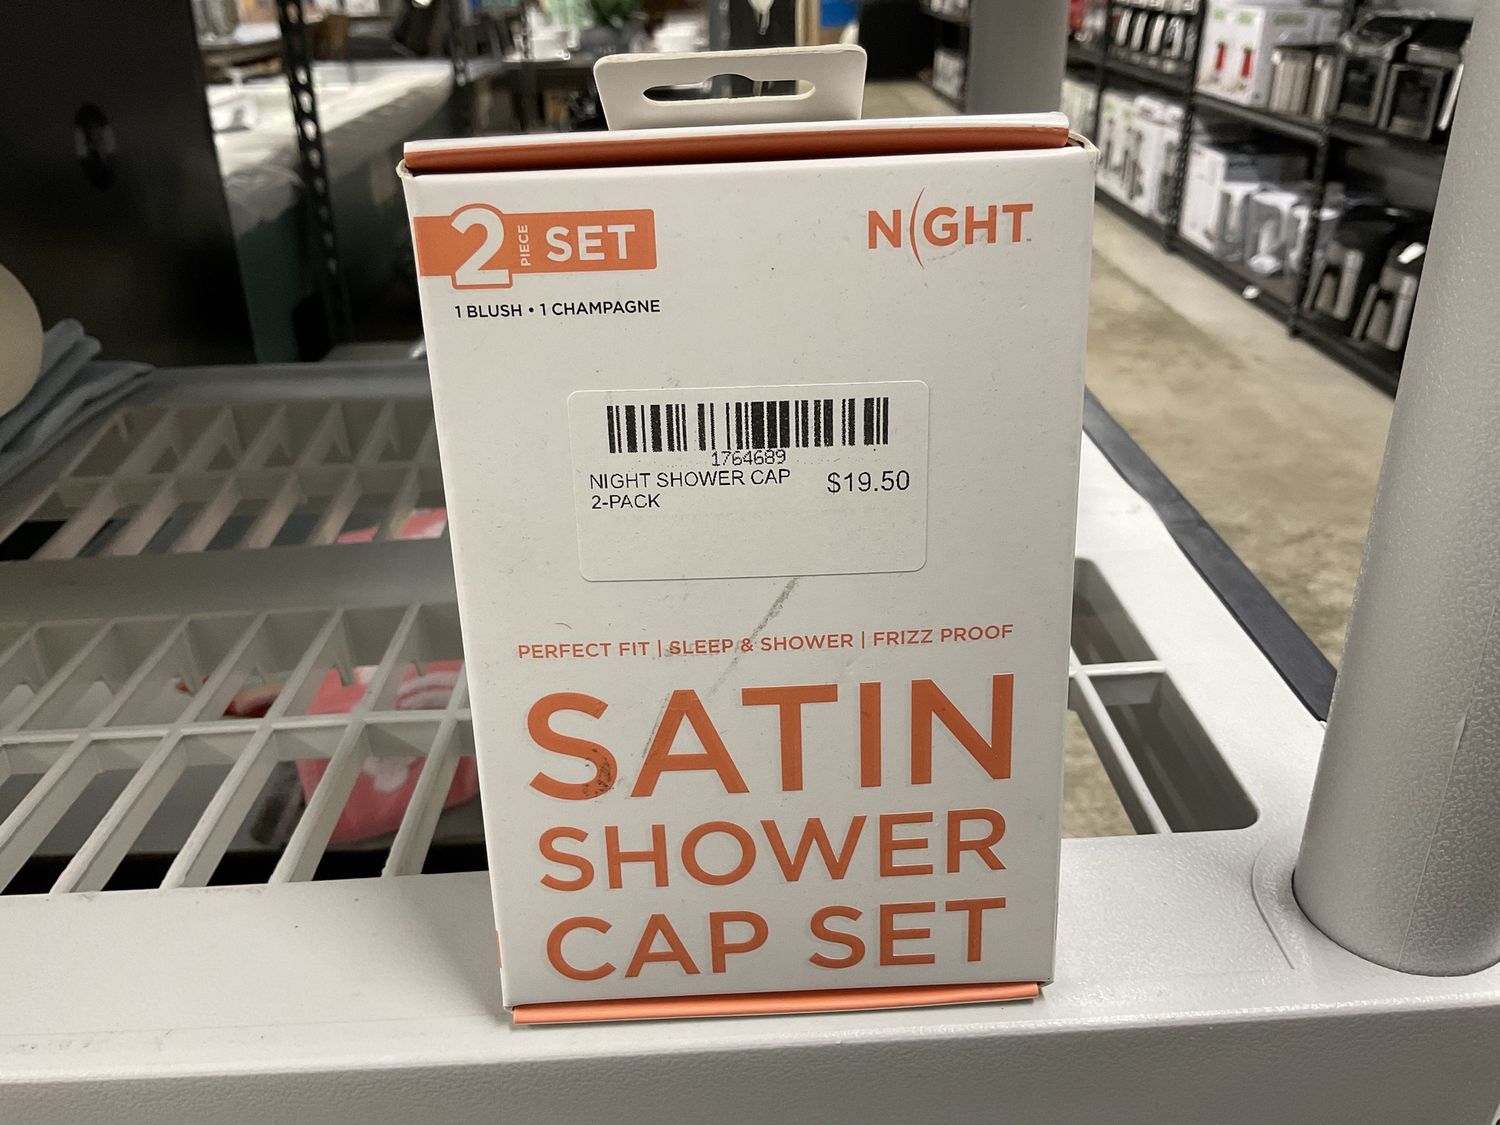 2 PIECE SET
1 BLUSH • 1 CHAMPAGNE
NIGHT™
1764689
NIGHT SHOWER CAP
2-PACK
$19.50
PERFECT FIT | SLEEP & SHOWER | FRIZZ PROOF
SATIN
SHOWER
CAP SET